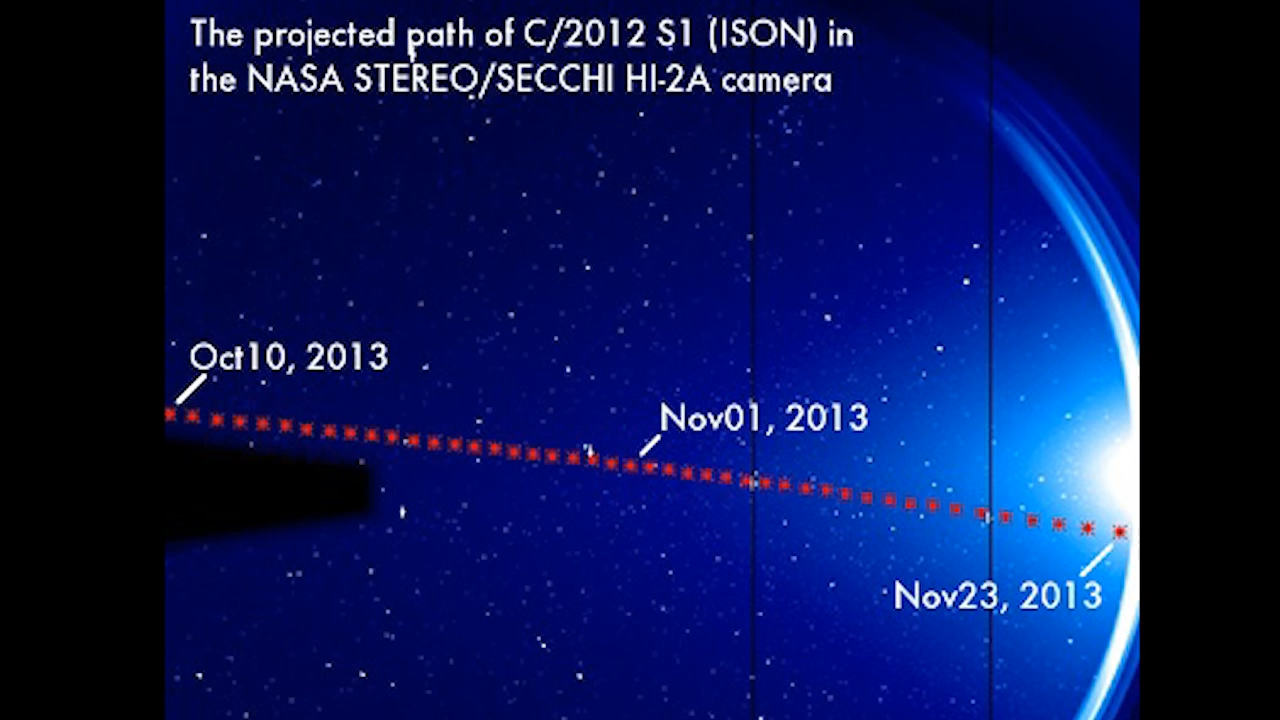 The projected path of C/2012 S1 (ISON) in
the NASA STEREO/SECCHI HI-2A camera
Oct10, 2013
Nov01, 2013
Nov23, 2013